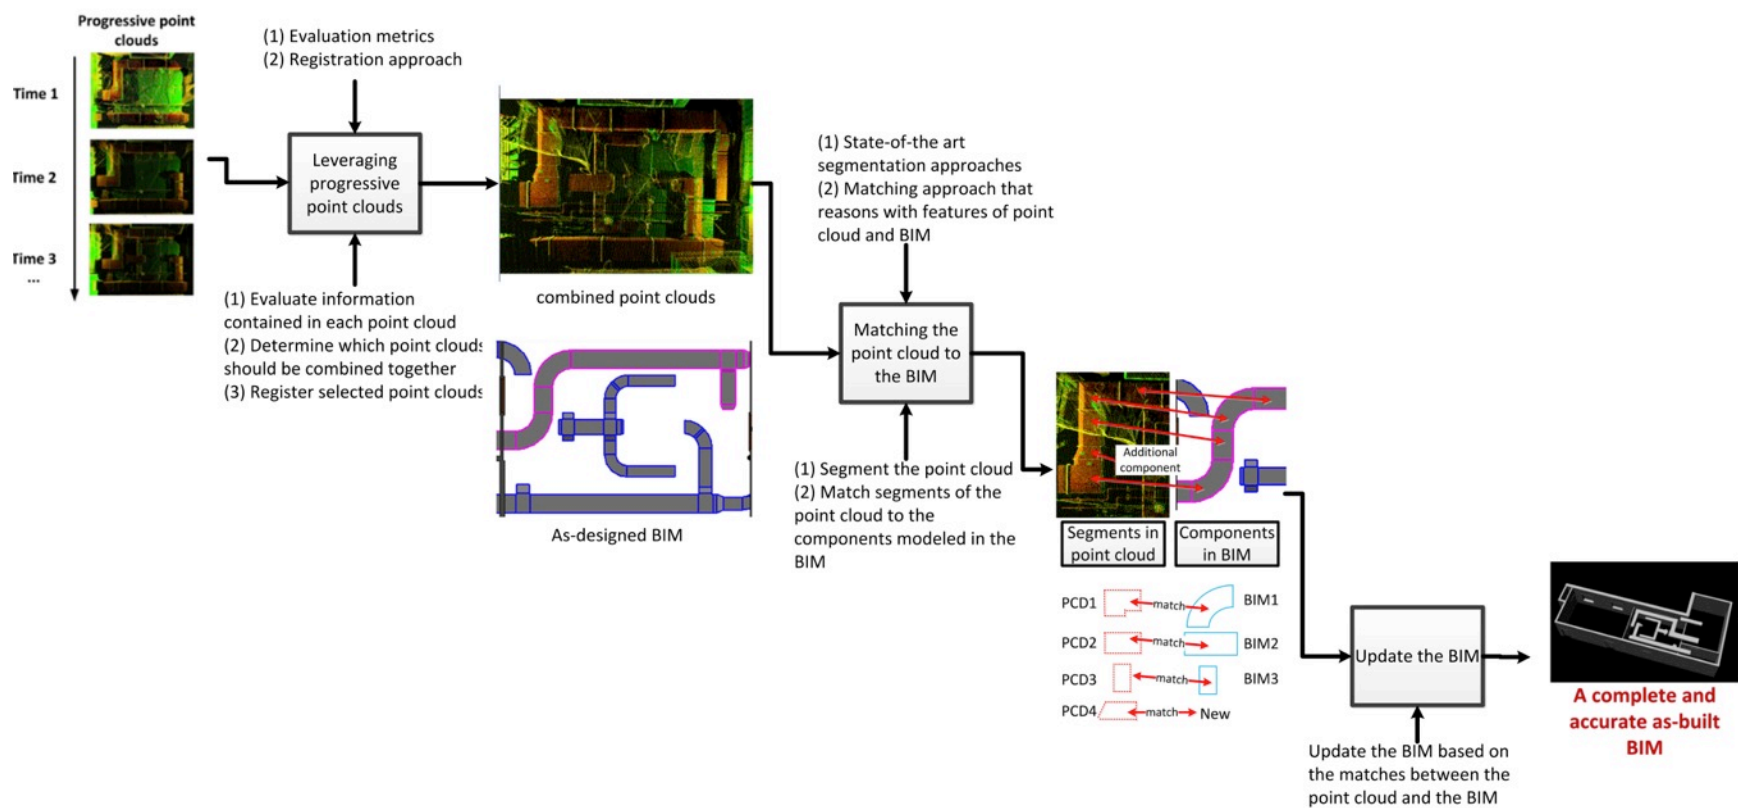 Progressive point
clouds
Time 1
Time 2
Time 3
...
(1) Evaluation metrics
(2) Registration approach
Leveraging
progressive
point clouds
(1) Evaluate information
contained in each point cloud
(2) Determine which point clouds
should be combined together
(3) Register selected point clouds
combined point clouds
As-designed BIM
(1) State-of-the art
segmentation approaches
(2) Matching approach that
reasons with features of point
cloud and BIM
Matching the
point cloud to
the BIM
(1) Segment the point cloud
(2) Match segments of the
point cloud to the
components modeled in the
BIM
Additional
component
Segments in
point cloud
Components
in BIM
PCD1 match BIM1
PCD2 match BIM2
PCD3 match BIM3
PCD4 match New
Update the BIM
Update the BIM based on
the matches between the
point cloud and the BIM
A complete and
accurate as-built
BIM